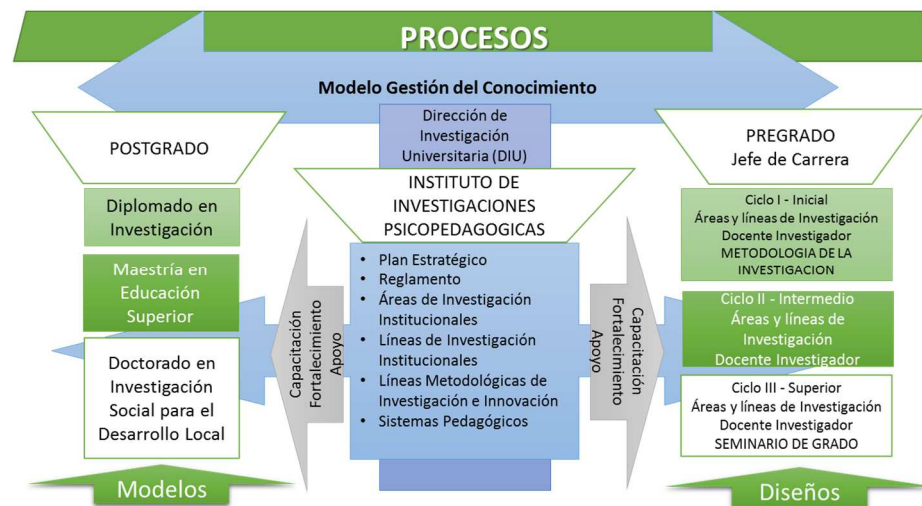 PROCESOS
Modelo Gestión del Conocimiento
POSTGRADO
Diplomado en
Investigación
Maestría en
Educación
Superior
Doctorado en
Investigación
Social para el
Desarrollo Local
Modelos
Capacitación
Fortalecimiento
Apoyo
Dirección de
Investigación
Universitaria (DIU)
INSTITUTO DE
INVESTIGACIONES
PSICOPEDAGOGICAS
• Plan Estratégico
• Reglamento
• Áreas de Investigación
Institucionales
• Líneas de Investigación
Institucionales
• Líneas Metodológicas de
Investigación e Innovación
• Sistemas Pedagógicos
Capacitación
Fortalecimiento
Apoyo
PREGRADO
Jefe de Carrera
Ciclo I - Inicial
Áreas y líneas de Investigación
Docente Investigador
METODOLOGIA DE LA
INVESTIGACION
Ciclo II - Intermedio
Áreas y líneas de
Investigación
Docente Investigador
Ciclo III - Superior
Áreas y líneas de Investigación
Docente Investigador
SEMINARIO DE GRADO
Diseños